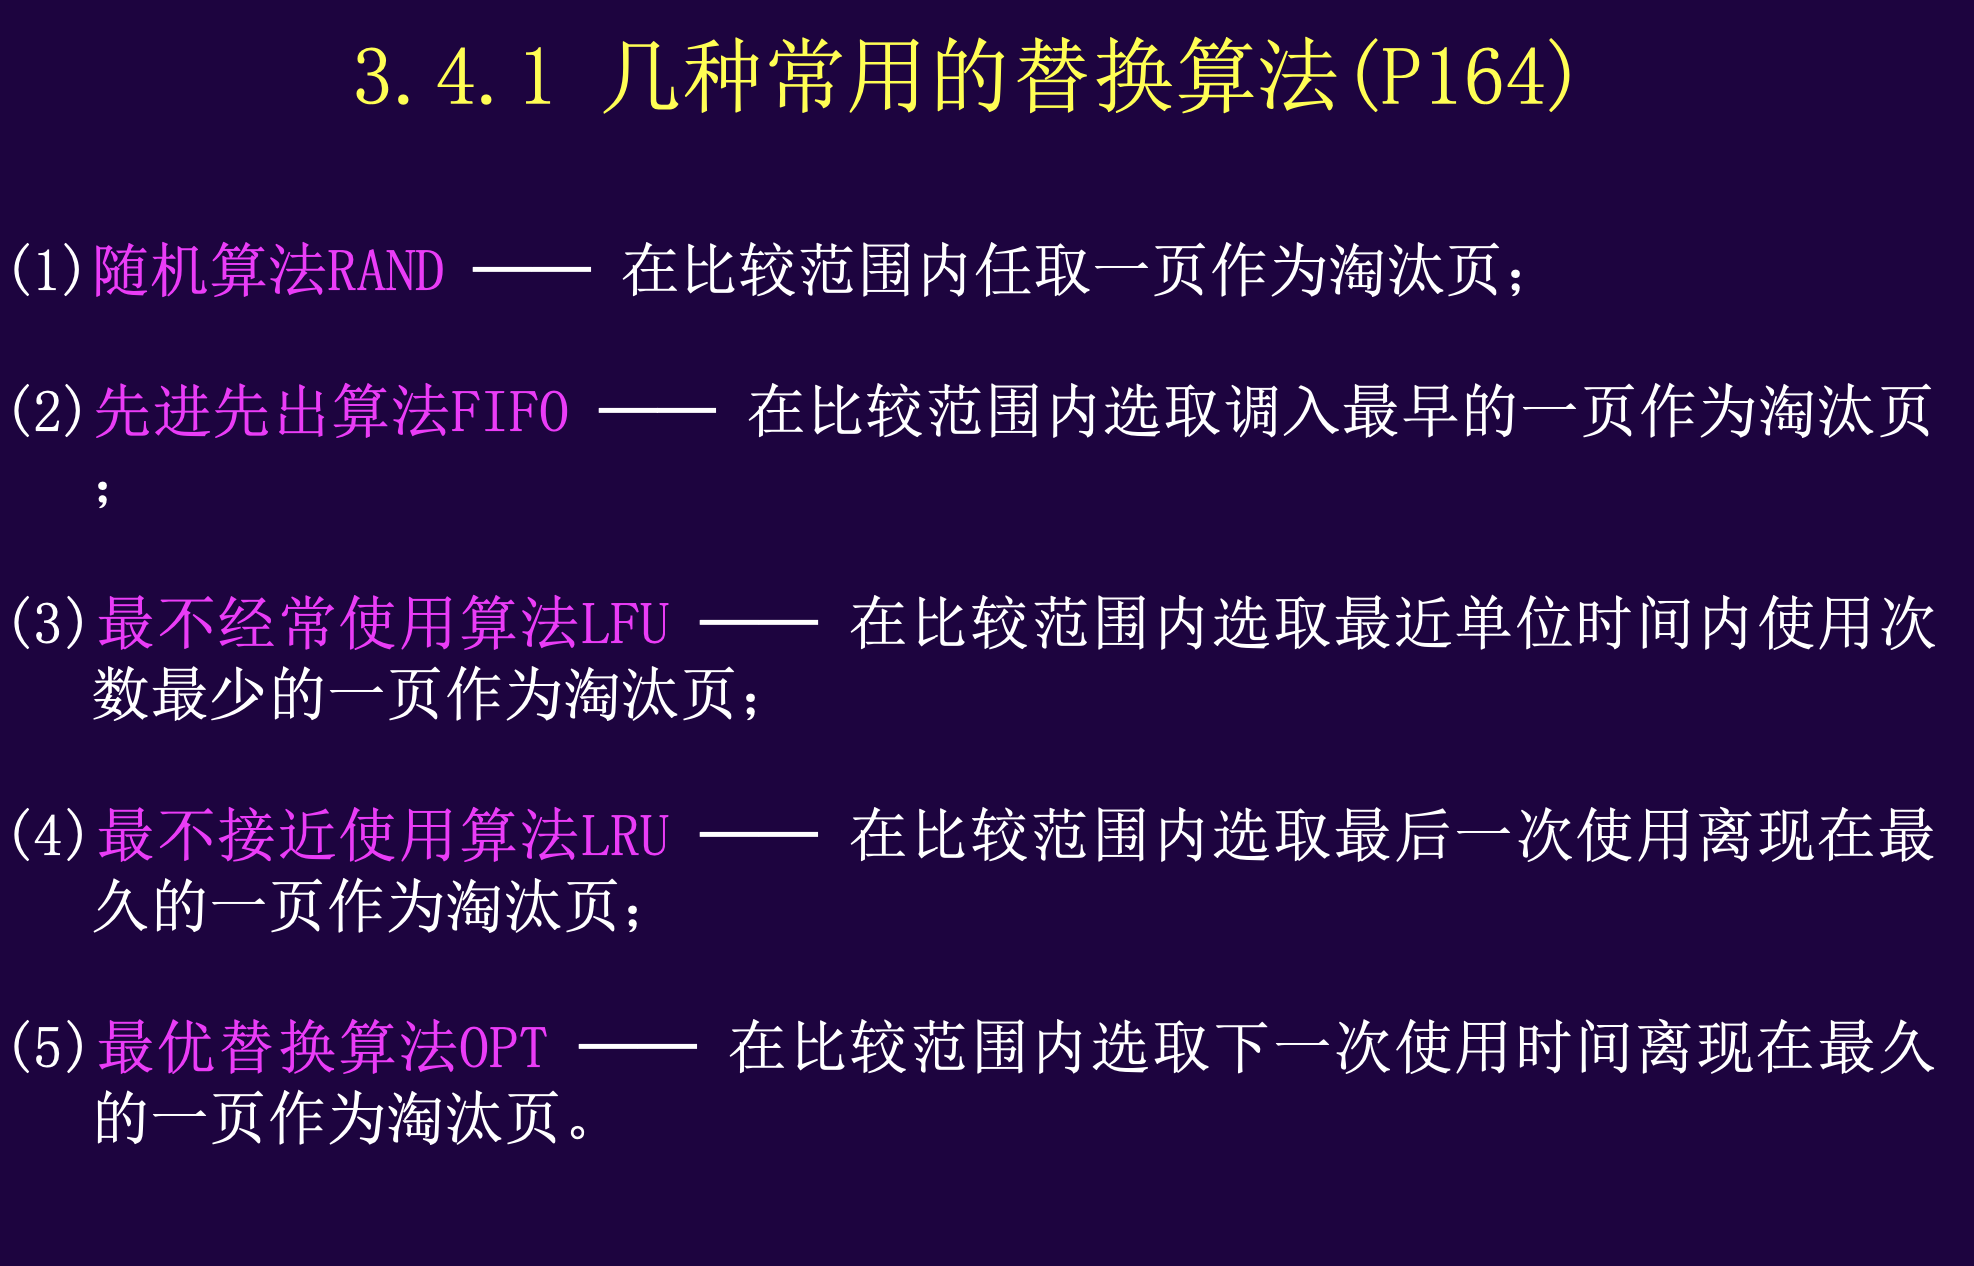 3.4.1 几种常用的替换算法(P164)
(1)随机算法RAND —— 在比较范围内任取一页作为淘汰页；
(2)先进先出算法FIFO —— 在比较范围内选取调入最早的一页作为淘汰页
；
(3)最不经常使用算法LFU —— 在比较范围内选取最近单位时间内使用次
数最少的一页作为淘汰页；
(4)最不接近使用算法LRU —— 在比较范围内选取最后一次使用离现在最
久的一页作为淘汰页；
(5)最优替换算法OPT —— 在比较范围内选取下一次使用时间离现在最久
的一页作为淘汰页。